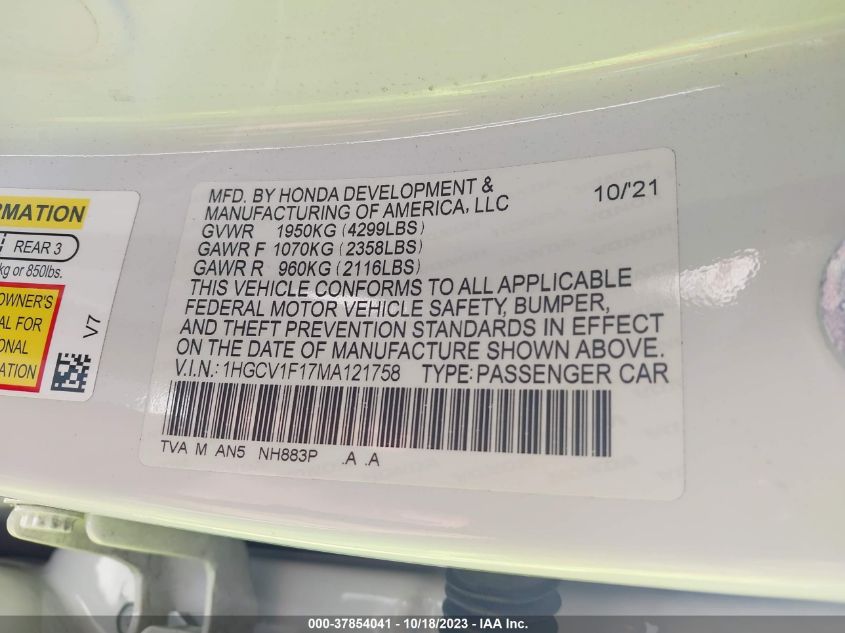 RMATION
REAR 3
kg or 850lbs.
OWNER'S
AL FOR
ONAL
ATION
V7
MFD. BY HONDA DEVELOPMENT & 10/'21
MANUFACTURING OF AMERICA, LLC
GVWR 1950KG (4299LBS)
GAWR F 1070KG (2358LBS)
GAWR R 960KG (2116LBS)
THIS VEHICLE CONFORMS TO ALL APPLICABLE
FEDERAL MOTOR VEHICLE SAFETY, BUMPER,
AND THEFT PREVENTION STANDARDS IN EFFECT
ON THE DATE OF MANUFACTURE SHOWN ABOVE.
V.I.N.:1HGCV1F17MA121758 TYPE:PASSENGER CAR
TVA M AN5 NH883P .A .A
000-37854041 - 10/18/2023 - IAA Inc.